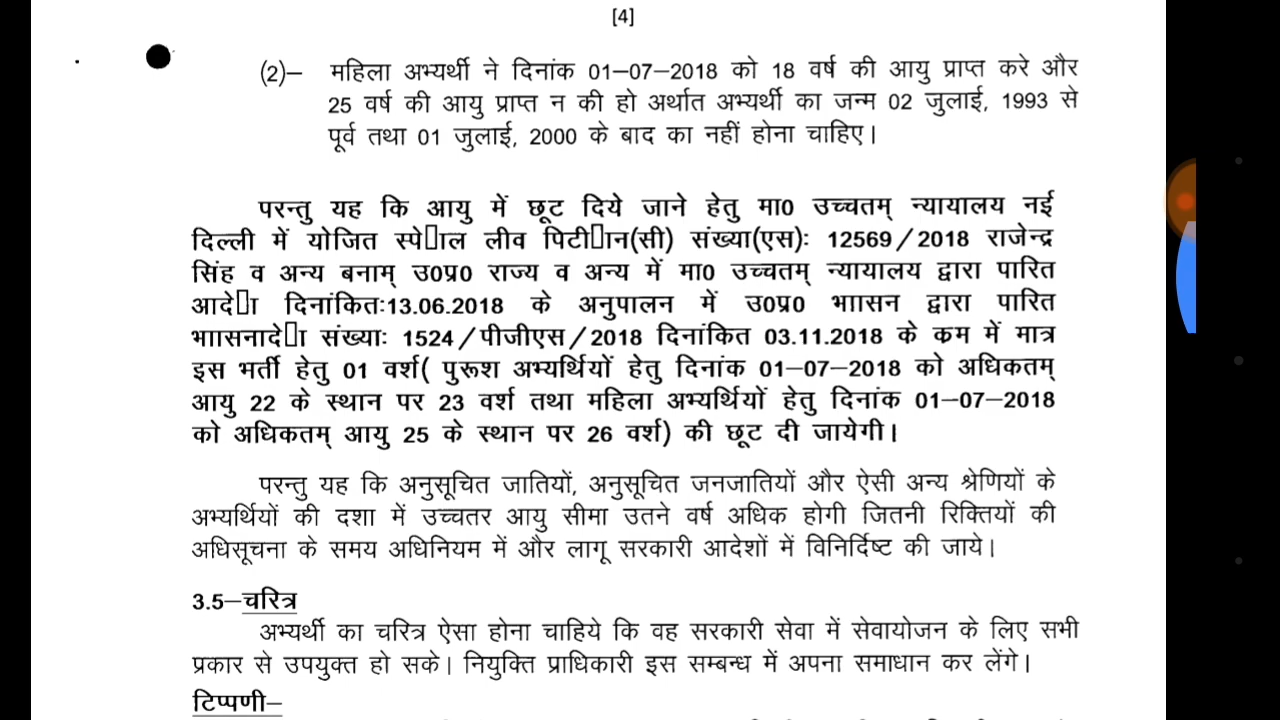 [4]
(2)– महिला अभ्यर्थी ने दिनांक 01–07–2018 को 18 वर्ष की आयु प्राप्त करे और
25 वर्ष की आयु प्राप्त न की हो अर्थात अभ्यर्थी का जन्म 02 जुलाई, 1993 से
पूर्व तथा 01 जुलाई, 2000 के बाद का नहीं होना चाहिए।
परन्तु यह कि आयु में छूट दिये जाने हेतु मा0 उच्चतम् न्यायालय नई
दिल्ली में योजित स्पे▯ाल लीव पिटी▯ान(सी) संख्या(एस)ः 12569/2018 राजेन्द्र
सिंह व अन्य बनाम् उ0प्र0 राज्य व अन्य में मा0 उच्चतम् न्यायालय द्वारा पारित
आदे▯ा दिनांकितः13.06.2018 के अनुपालन में उ0प्र0 भाासन द्वारा पारित
भाासनादे▯ा संख्याः 1524/पीजीएस/2018 दिनांकित 03.11.2018 के कम में मात्र
इस भर्ती हेतु 01 वर्श( पुरूश अभ्यर्थियों हेतु दिनांक 01–07–2018 को अधिकतम्
आयु 22 के स्थान पर 23 वर्श तथा महिला अभ्यर्थियों हेतु दिनांक 01–07–2018
को अधिकतम् आयु 25 के स्थान पर 26 वर्श) की छूट दी जायेगी।
परन्तु यह कि अनुसूचित जातियों, अनुसूचित जनजातियों और ऐसी अन्य श्रेणियों के
अभ्यर्थियों की दशा में उच्चतर आयु सीमा उतने वर्ष अधिक होगी जितनी रिक्तियों की
अधिसूचना के समय अधिनियम में और लागू सरकारी आदेशों में विनिर्दिष्ट की जाये।
3.5–चरित्र
अभ्यर्थी का चरित्र ऐसा होना चाहिये कि वह सरकारी सेवा में सेवायोजन के लिए सभी
प्रकार से उपयुक्त हो सके। नियुक्ति प्राधिकारी इस सम्बन्ध में अपना समाधान कर लेंगे।
टिप्पणी–